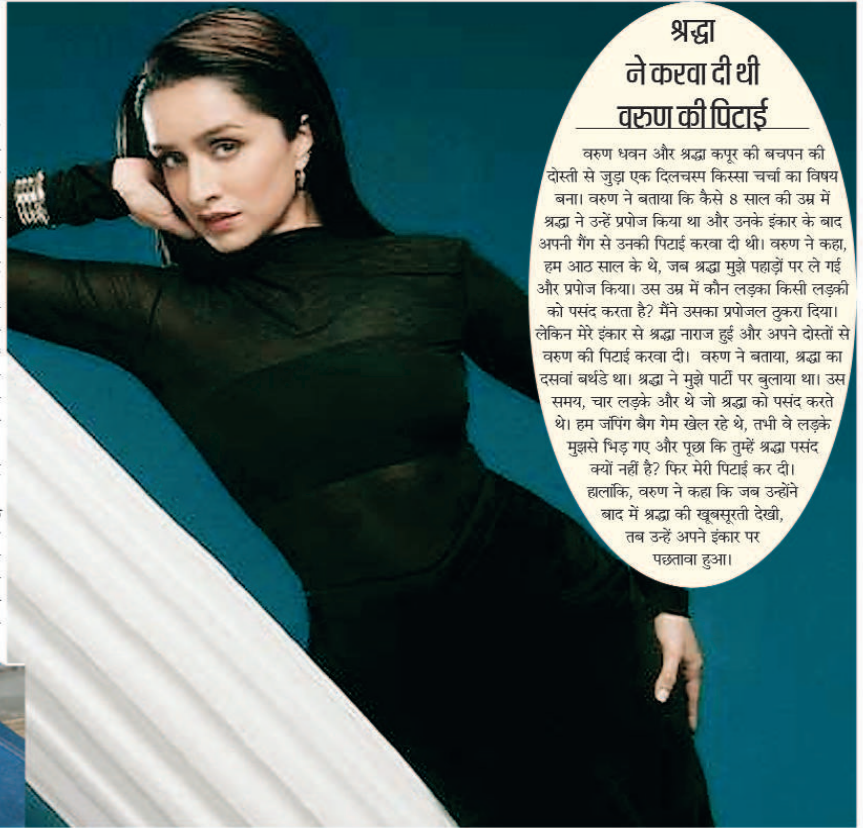 श्रद्धा
ने करवा दी थी
वरुण की पिटाई
वरुण धवन और श्रद्धा कपूर की बचपन की
दोस्ती से जुड़ा एक दिलचस्प किस्सा चर्चा का विषय
बना। वरुण ने बताया कि कैसे 8 साल की उम्र में
श्रद्धा ने उन्हें प्रपोज किया था और उनके इंकार के बाद
अपनी गैंग से उनकी पिटाई करवा दी थी। वरुण ने कहा,
हम आठ साल के थे, जब श्रद्धा मुझे पहाड़ों पर ले गई
और प्रपोज किया। उस उम्र में कौन लड़का किसी लड़की
को पसंद करता है? मैंने उसका प्रपोजल ठुकरा दिया।
लेकिन मेरे इंकार से श्रद्धा नाराज हुई और अपने दोस्तों से
वरुण की पिटाई करवा दी। वरुण ने बताया, श्रद्धा का
दसवां बर्थडे था। श्रद्धा ने मुझे पार्टी पर बुलाया था। उस
समय, चार लड़के और थे जो श्रद्धा को पसंद करते
थे। हम जंपिंग बैग गेम खेल रहे थे, तभी वे लड़के
मुझसे भिड़ गए और पूछा कि तुम्हें श्रद्धा पसंद
क्यों नहीं है? फिर मेरी पिटाई कर दी।
हालांकि, वरुण ने कहा कि जब उन्होंने
बाद में श्रद्धा की खूबसूरती देखी,
तब उन्हें अपने इंकार पर
पछतावा हुआ।